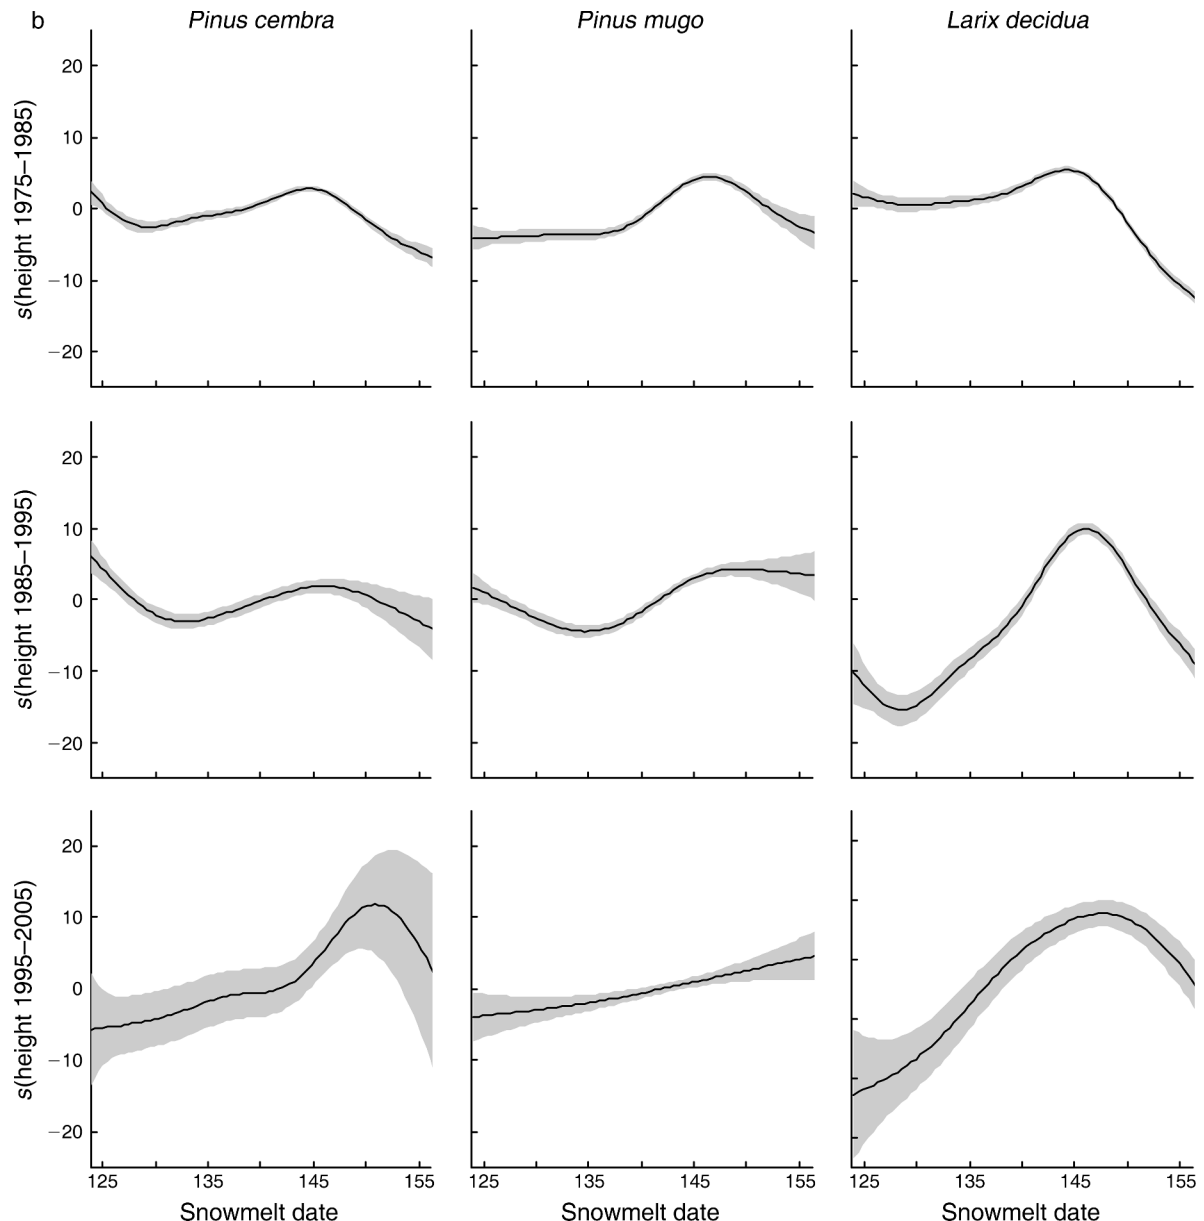 b
Pinus cembra Pinus mugo Larix decidua
s(height 1975–1985)
20
10
0
−10
−20
s(height 1985–1995)
20
10
0
−10
−20
s(height 1995–2005)
20
10
0
−10
−20
125 135 145 155 125 135 145 155 125 135 145 155
Snowmelt date Snowmelt date Snowmelt date